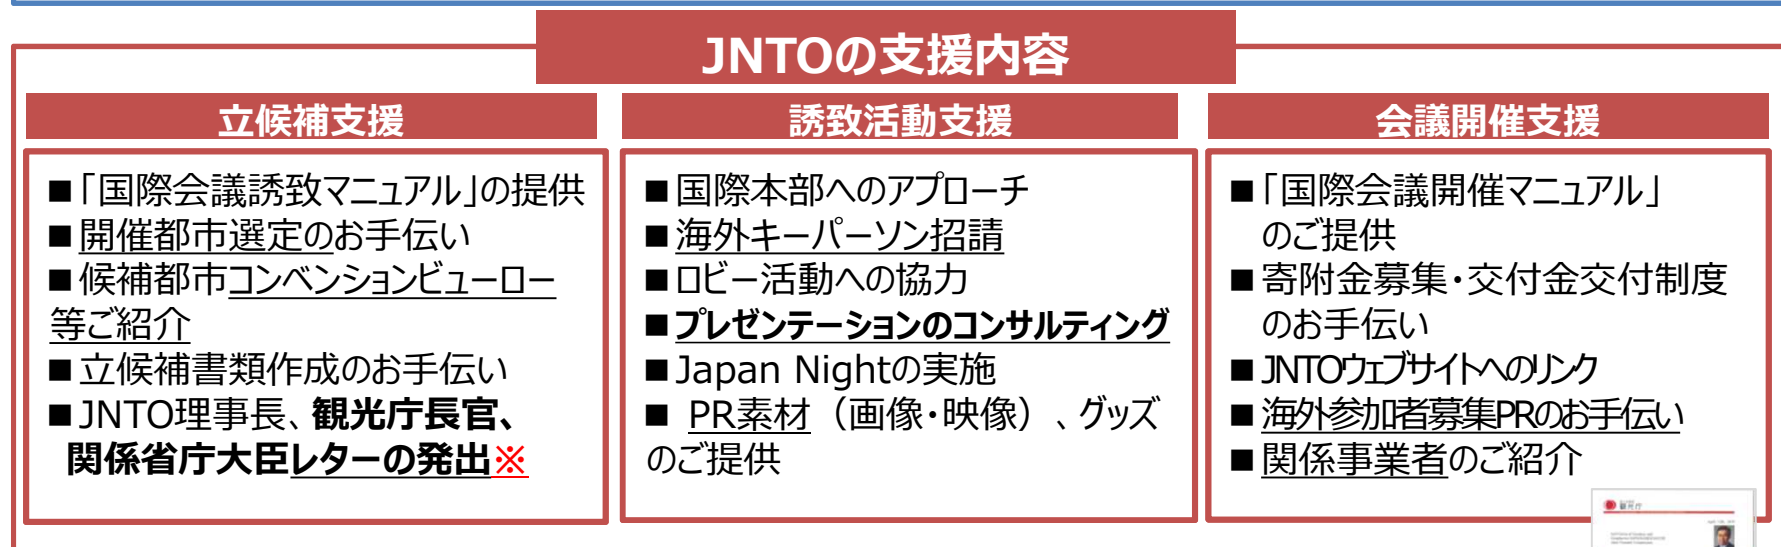 JNTOの支援内容
立候補支援
■「国際会議誘致マニュアル」の提供
■開催都市選定のお手伝い
■候補都市コンベンションビューロー
等ご紹介
■立候補書類作成のお手伝い
■JNTO理事長、観光庁長官、
関係省庁大臣レターの発出※
誘致活動支援
■国際本部へのアプローチ
■海外キーパーソン招請
■ロビー活動への協力
■プレゼンテーションのコンサルティング
■Japan Nightの実施
■ PR素材（画像・映像）、グッズ
のご提供
会議開催支援
■「国際会議開催マニュアル」
のご提供
■寄附金募集・交付金交付制度
のお手伝い
■JNTOウェブサイトへのリンク
■海外参加者募集PRのお手伝い
■関係事業者のご紹介
観光庁